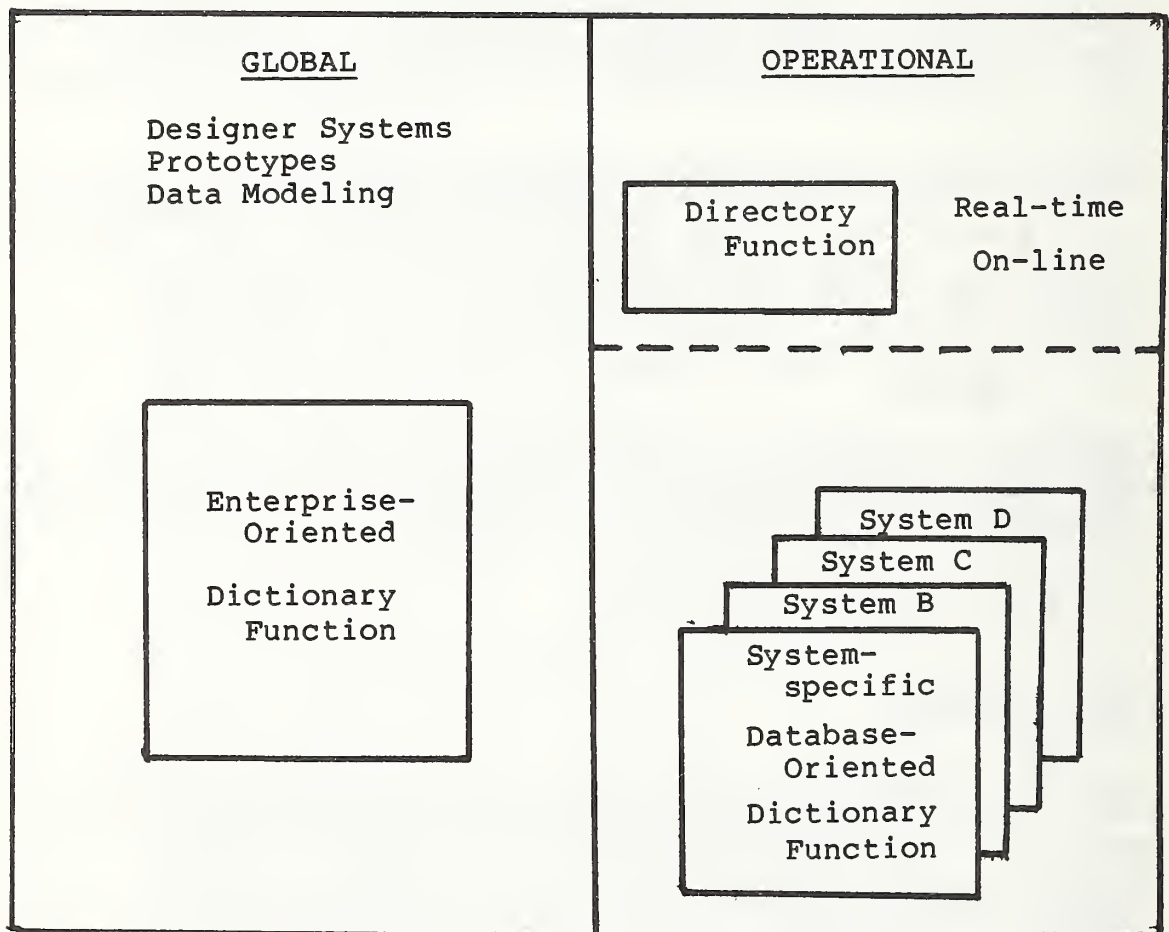 GLOBAL
Designer Systems
Prototypes
Data Modeling
Enterprise-
Oriented
Dictionary
Function
OPERATIONAL
Directory
Function
Real-time
On-line
System D
System C
System B
System-
specific
Database-
Oriented
Dictionary
Function